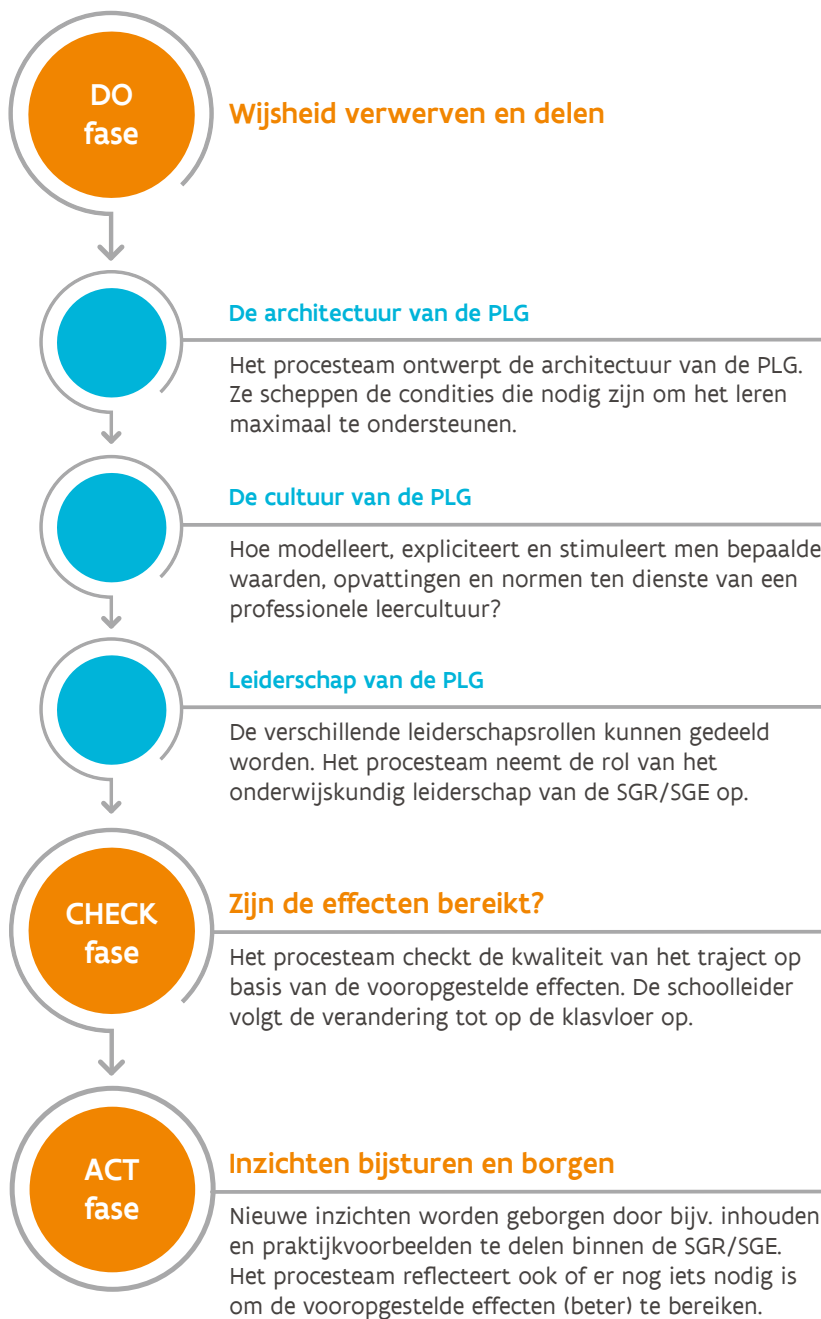 DO
fase
Wijsheid verwerven en delen
De architectuur van de PLG
Het procesteam ontwerpt de architectuur van de PLG.
Ze scheppen de condities die nodig zijn om het leren
maximaal te ondersteunen.
De cultuur van de PLG
Hoe modelleert, expliciteert en stimuleert men bepaalde
waarden, opvattingen en normen ten dienste van een
professionele leercultuur?
Leiderschap van de PLG
De verschillende leiderschapsrollen kunnen gedeeld
worden. Het procesteam neemt de rol van het
onderwijskundig leiderschap van de SGR/SGE op.
CHECK
fase
Zijn de effecten bereikt?
Het procesteam checkt de kwaliteit van het traject op
basis van de vooropgestelde effecten. De schoolleider
volgt de verandering tot op de klasvloer op.
ACT
fase
Inzichten bijsturen en borgen
Nieuwe inzichten worden geborgen door bijv. inhouden
en praktijkvoorbeelden te delen binnen de SGR/SGE.
Het procesteam reflecteert ook of er nog iets nodig is
om de vooropgestelde effecten (beter) te bereiken.